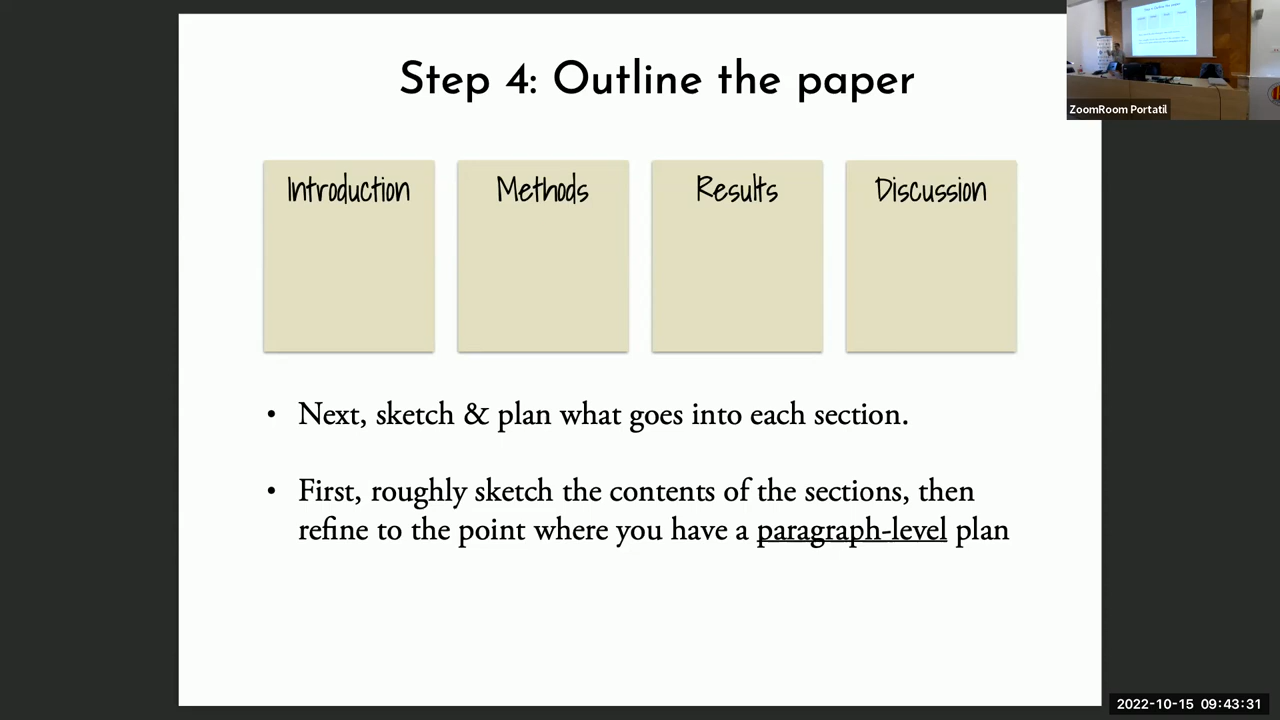 Step 4: Outline the paper
ZoomRoom Portatil
Introduction
Methods
Results
Discussion
• Next, sketch & plan what goes into each section.
• First, roughly sketch the contents of the sections, then
refine to the point where you have a paragraph-level plan
2022-10-15 09:43:31